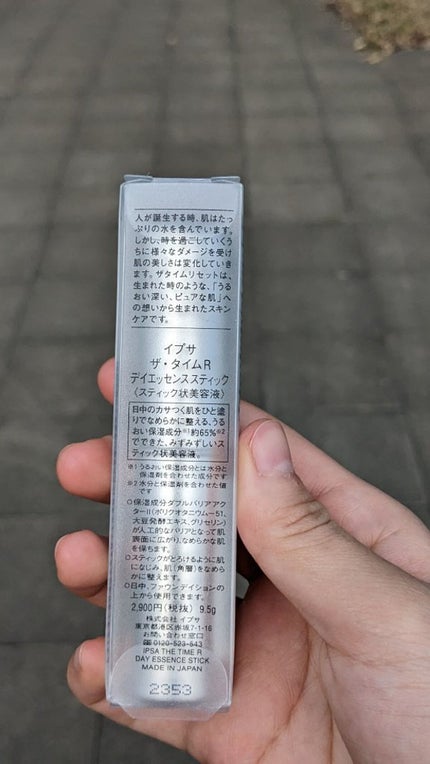 人が誕生する時、肌はたっ
ぷりの水を含んでいます。
しかし、時を過ごしていくう
ちに様々なダメージを受け
肌の美しさは変化していき
ます。ザタイムリセットは、
生まれた時のような、「うる
おい深い、ピュアな肌」へ
の想いから生まれたスキン
ケアです。
イプサ
ザ・タイムR
デイエッセンススティック
〈スティック状美容液〉
日中のカサつく肌をひと塗
りでなめらかに整える、うる
おい保湿成分※1約65%※2
でできた、みずみずしいス
ティック状美容液。
※1 うるおい保湿成分とは水分と
保湿剤を合わせた成分です
※2 水分と保湿剤を合わせた値
です
○保湿成分ダブルバリアアク
ターII(ポリクオタニウム-51、
大豆発酵エキス、グリセリン)
が人工的なバリアとなって肌
表面に広がり、なめらかな肌
を保ちます。
○スティックがとろけるように肌
になじみ、肌(角層)をなめら
かに整えます。
○日中、ファウンデイションの
上から使用できます。
2,900円(税抜) 9.5g
株式会社 イプサ
東京都港区赤坂7-1-16
お問い合わせ窓口
0120-523-543
IPSA THE TIME R
DAY ESSENCE STICK
MADE IN JAPAN
2353